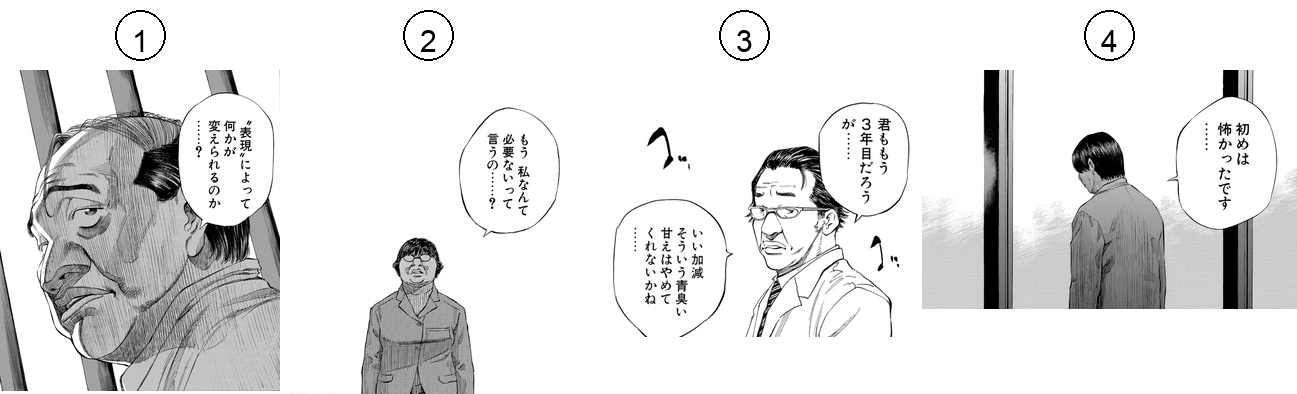 1
〝表現〟によって
何かが
変えられるのか
……？
2
もう 私なんて
必要ないって
言うの……？
3
君ももう
3年目だろう
が……
いい加減
そういう青臭い
甘えはやめて
くれないかね
……
4
初めは
怖かったです
……